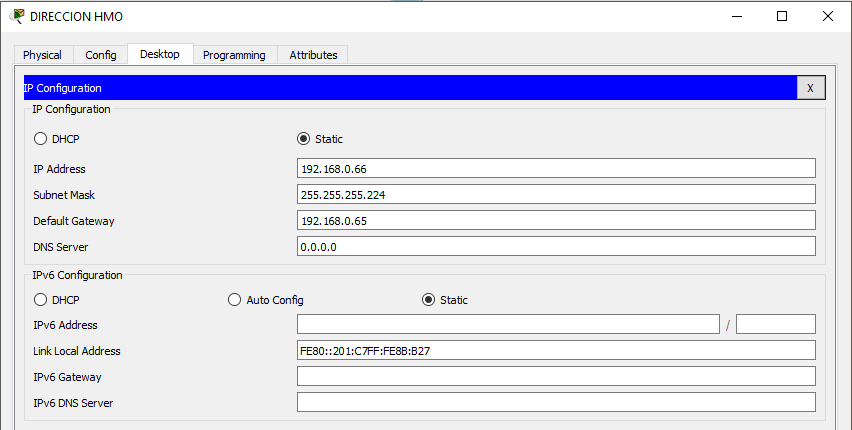 DIRECCION HMO
Physical Config Desktop Programming Attributes
IP Configuration X
IP Configuration
DHCP Static
IP Address 192.168.0.66
Subnet Mask 255.255.255.224
Default Gateway 192.168.0.65
DNS Server 0.0.0.0
IPv6 Configuration
DHCP Auto Config Static
IPv6 Address /
Link Local Address FE80::201:C7FF:FE8B:B27
IPv6 Gateway
IPv6 DNS Server